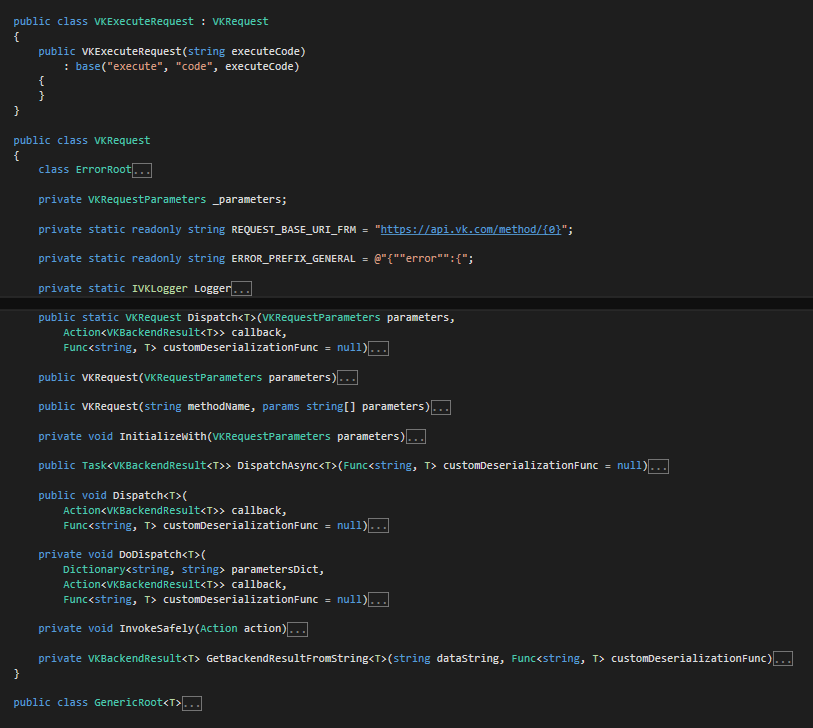 public class VKExecuteRequest : VKRequest
{
    public VKExecuteRequest(string executeCode)
        : base("execute", "code", executeCode)
    {
    }
}
public class VKRequest
{
    class ErrorRoot...
    private VKRequestParameters _parameters;
    private static readonly string REQUEST_BASE_URI_FRM = "https://api.vk.com/method/{0}";
    private static readonly string ERROR_PREFIX_GENERAL = @"{""error"":{";
    private static IVKLogger Logger...
    public static VKRequest Dispatch<T>(VKRequestParameters parameters,
        Action<VKBackendResult<T>> callback,
        Func<string, T> customDeserializationFunc = null)...
    public VKRequest(VKRequestParameters parameters)...
    public VKRequest(string methodName, params string[] parameters)...
    private void InitializeWith(VKRequestParameters parameters)...
    public Task<VKBackendResult<T>> DispatchAsync<T>(Func<string, T> customDeserializationFunc = null)...
    public void Dispatch<T>(
        Action<VKBackendResult<T>> callback,
        Func<string, T> customDeserializationFunc = null)...
    private void DoDispatch<T>(
        Dictionary<string, string> parametersDict,
        Action<VKBackendResult<T>> callback,
        Func<string, T> customDeserializationFunc = null)...
    private void InvokeSafely(Action action)...
    private VKBackendResult<T> GetBackendResultFromString<T>(string dataString, Func<string, T> customDeserializationFunc)...
}
public class GenericRoot<T>...